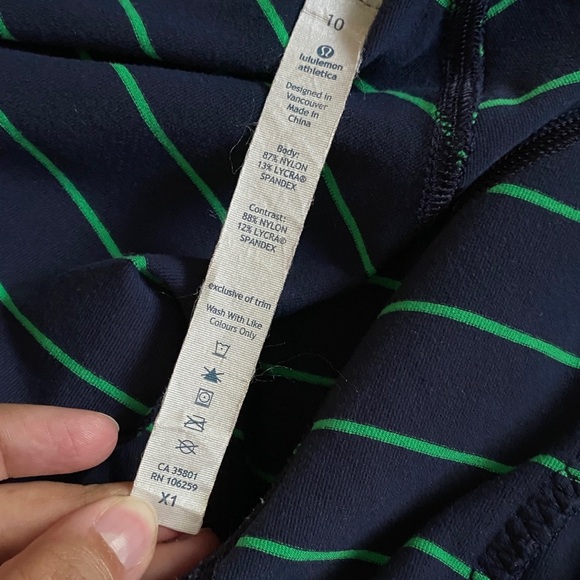 10
lululemon
athletica
Designed in
Vancouver
Made in
China
Body:
87% NYLON
13% LYCRA®
SPANDEX
Contrast:
88% NYLON
12% LYCRA®
SPANDEX
exclusive of trim
Wash With Like
Colours Only
CA 35801
RN 106259
X1